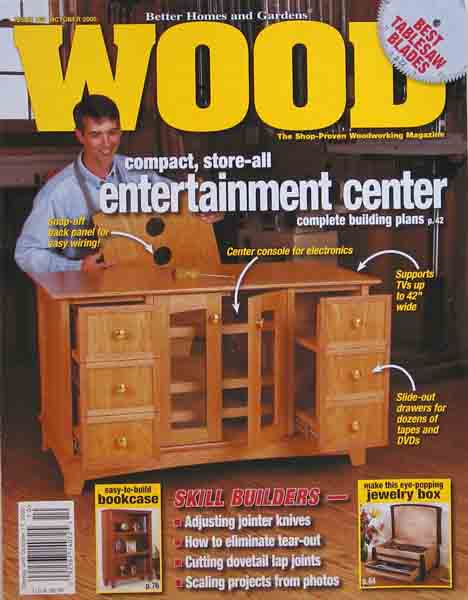 Better Homes and Gardens
OCTOBER 2005
WOOD
BEST
TABLESAW
BLADES
The Shop-Proven Woodworking Magazine
compact, store-all
entertainment center
complete building plans p.42
Snap-off
back panel for
easy wiring!
Center console for electronics
Supports
TVs up
to 42"
wide
Slide-out
drawers for
dozens of
tapes and
DVDs
easy-to-build
bookcase
p.76
SKILL BUILDERS —
Adjusting jointer knives
How to eliminate tear-out
Cutting dovetail lap joints
Scaling projects from photos
make this eye-popping
jewelry box
p.64